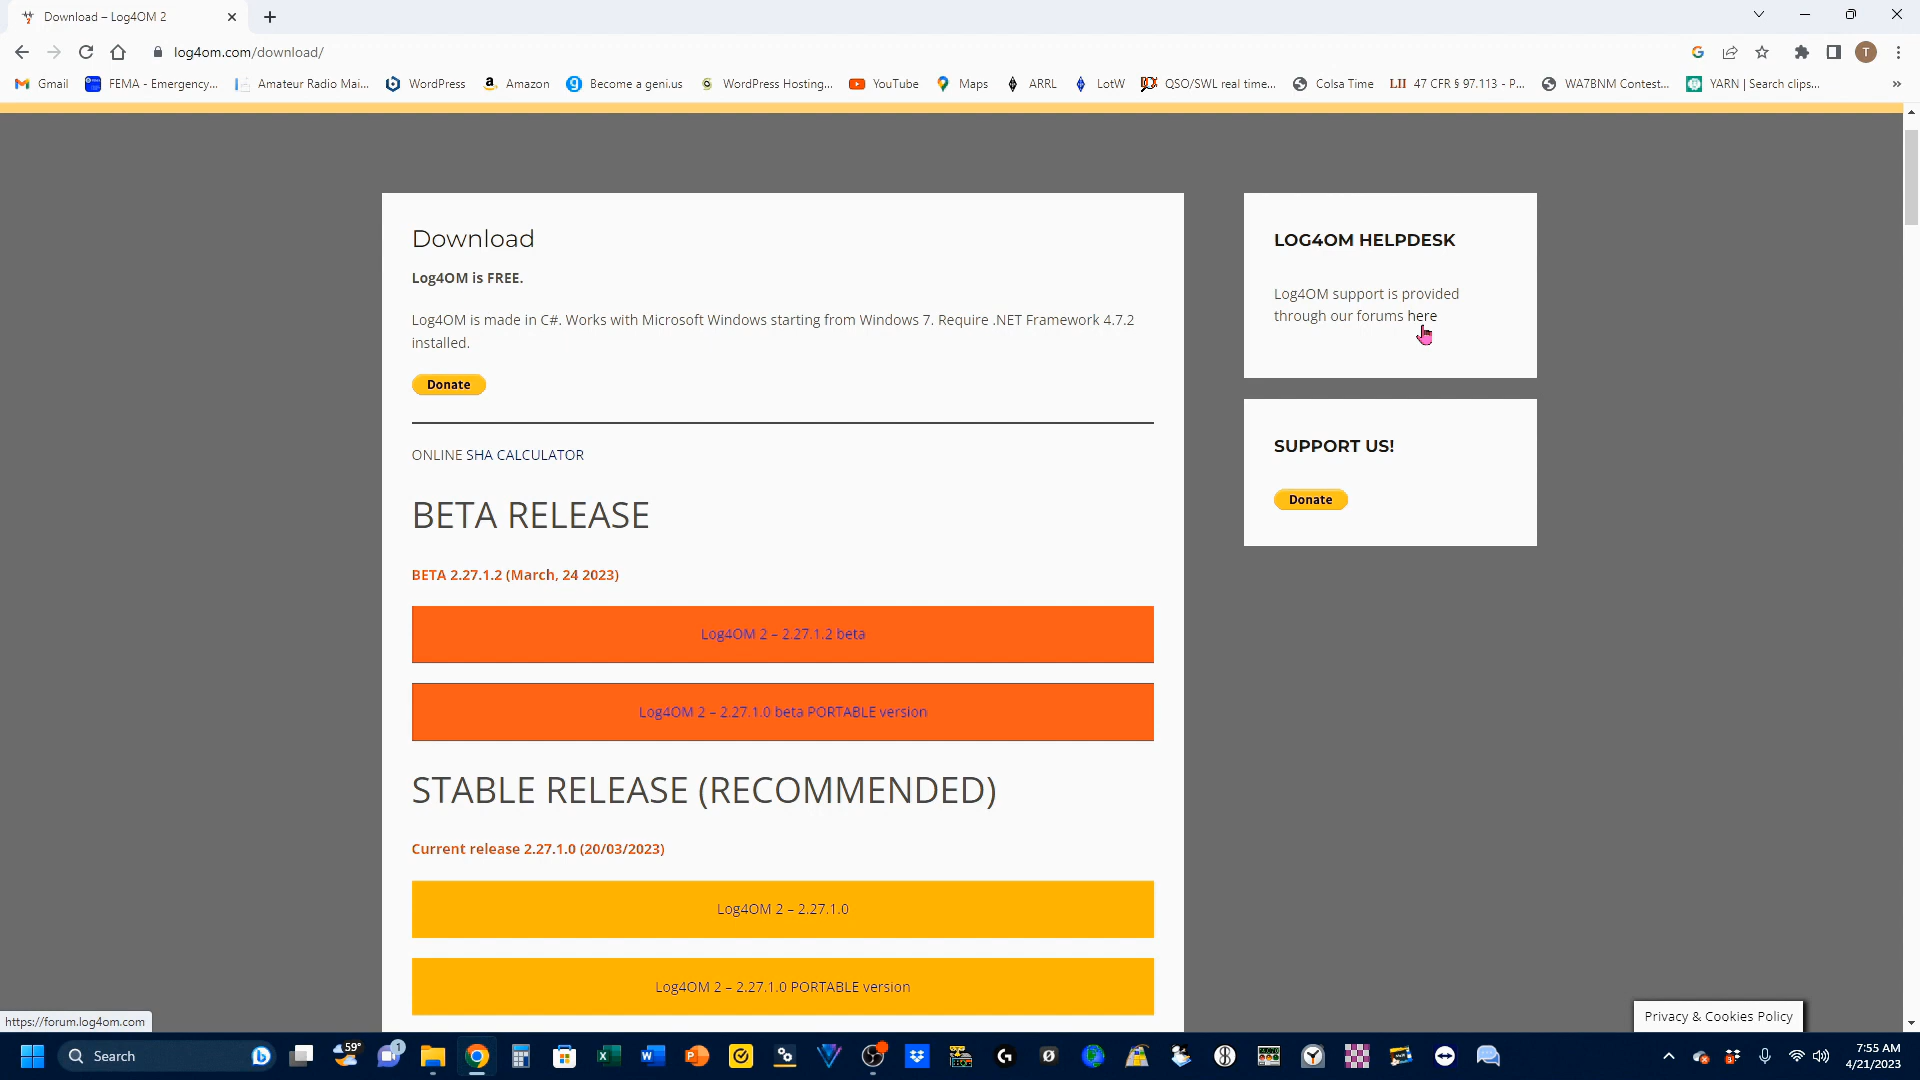 Download – Log4OM 2
log4om.com/download/
T
Gmail
FEMA - Emergency...
Amateur Radio Mai...
WordPress
Amazon
Become a geni.us
WordPress Hosting...
YouTube
Maps
ARRL
LotW
QSO/SWL real time...
Colsa Time
LII 47 CFR § 97.113 - P...
WA7BNM Contest...
YARN | Search clips...
»
Download
Log4OM is FREE.
Log4OM is made in C#. Works with Microsoft Windows starting from Windows 7. Require .NET Framework 4.7.2
installed.
Donate
ONLINE SHA CALCULATOR
BETA RELEASE
BETA 2.27.1.2 (March, 24 2023)
Log4OM 2 – 2.27.1.2 beta
Log4OM 2 – 2.27.1.0 beta PORTABLE version
STABLE RELEASE (RECOMMENDED)
Current release 2.27.1.0 (20/03/2023)
Log4OM 2 – 2.27.1.0
Log4OM 2 – 2.27.1.0 PORTABLE version
LOG4OM HELPDESK
Log4OM support is provided
through our forums here
SUPPORT US!
Donate
Privacy & Cookies Policy
https://forum.log4om.com
Search
59°
1
7:55 AM
4/21/2023